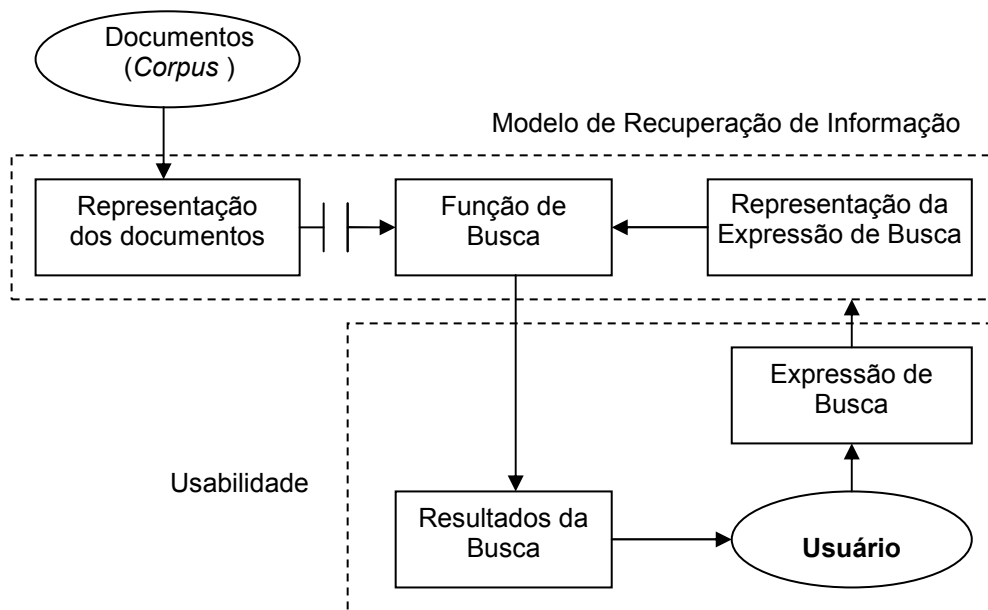 Documentos
(Corpus )
Modelo de Recuperação de Informação
Representação
dos documentos
Função de
Busca
Representação da
Expressão de Busca
Expressão de
Busca
Usabilidade
Resultados da
Busca
Usuário